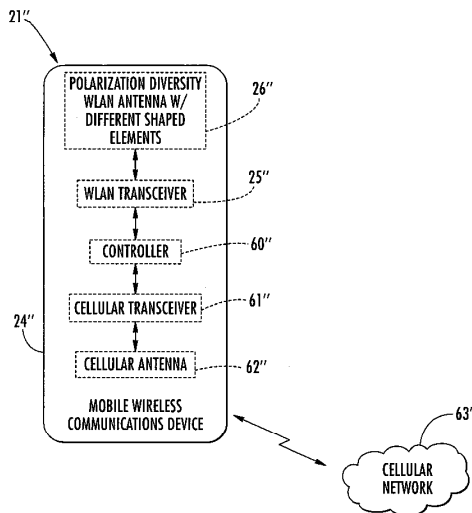 21''
POLARIZATION DIVERSITY
WLAN ANTENNA W/
DIFFERENT SHAPED
ELEMENTS
26''
WLAN TRANSCEIVER
25''
CONTROLLER
60''
CELLULAR TRANSCEIVER
61''
24''
CELLULAR ANTENNA
62''
MOBILE WIRELESS
COMMUNICATIONS DEVICE
63'
CELLULAR
NETWORK